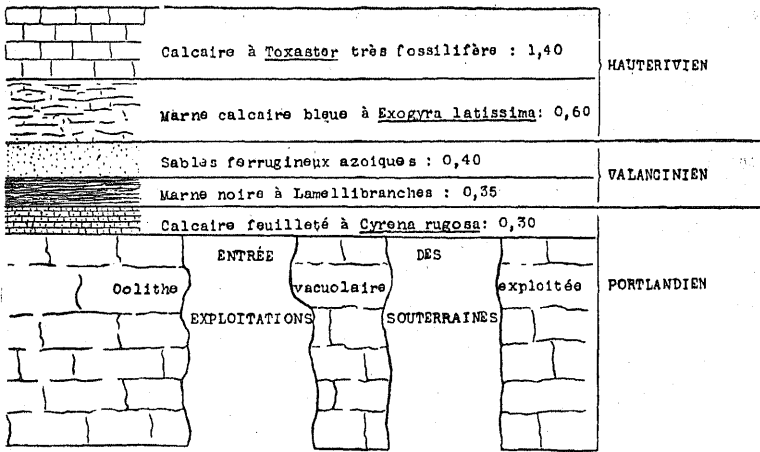 Calcaire à Toxaster très fossilifère : 1,40
HAUTERIVIEN
Marne calcaire bleue à Exogyra latissima: 0,60
Sables ferrugineux azoïques : 0,40
VALANGINIEN
Marne noire à Lamellibranches : 0,35
Calcaire feuilleté à Cyrena rugosa: 0,30
ENTRÉE DES
Oolithe vacuolaire exploitée
PORTLANDIEN
EXPLOITATIONS SOUTERRAINES